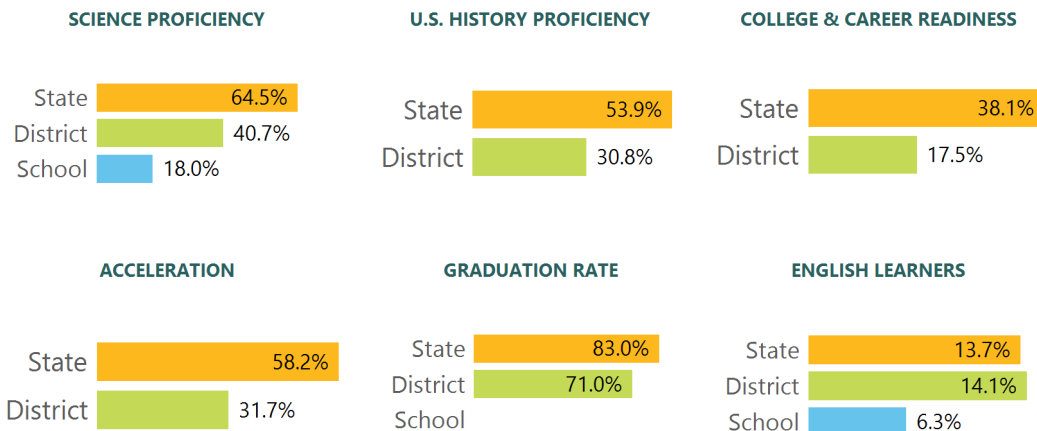 SCIENCE PROFICIENCY
State 64.5%
District 40.7%
School 18.0%
U.S. HISTORY PROFICIENCY
State 53.9%
District 30.8%
COLLEGE & CAREER READINESS
State 38.1%
District 17.5%
ACCELERATION
State 58.2%
District 31.7%
GRADUATION RATE
State 83.0%
District 71.0%
School
ENGLISH LEARNERS
State 13.7%
District 14.1%
School 6.3%